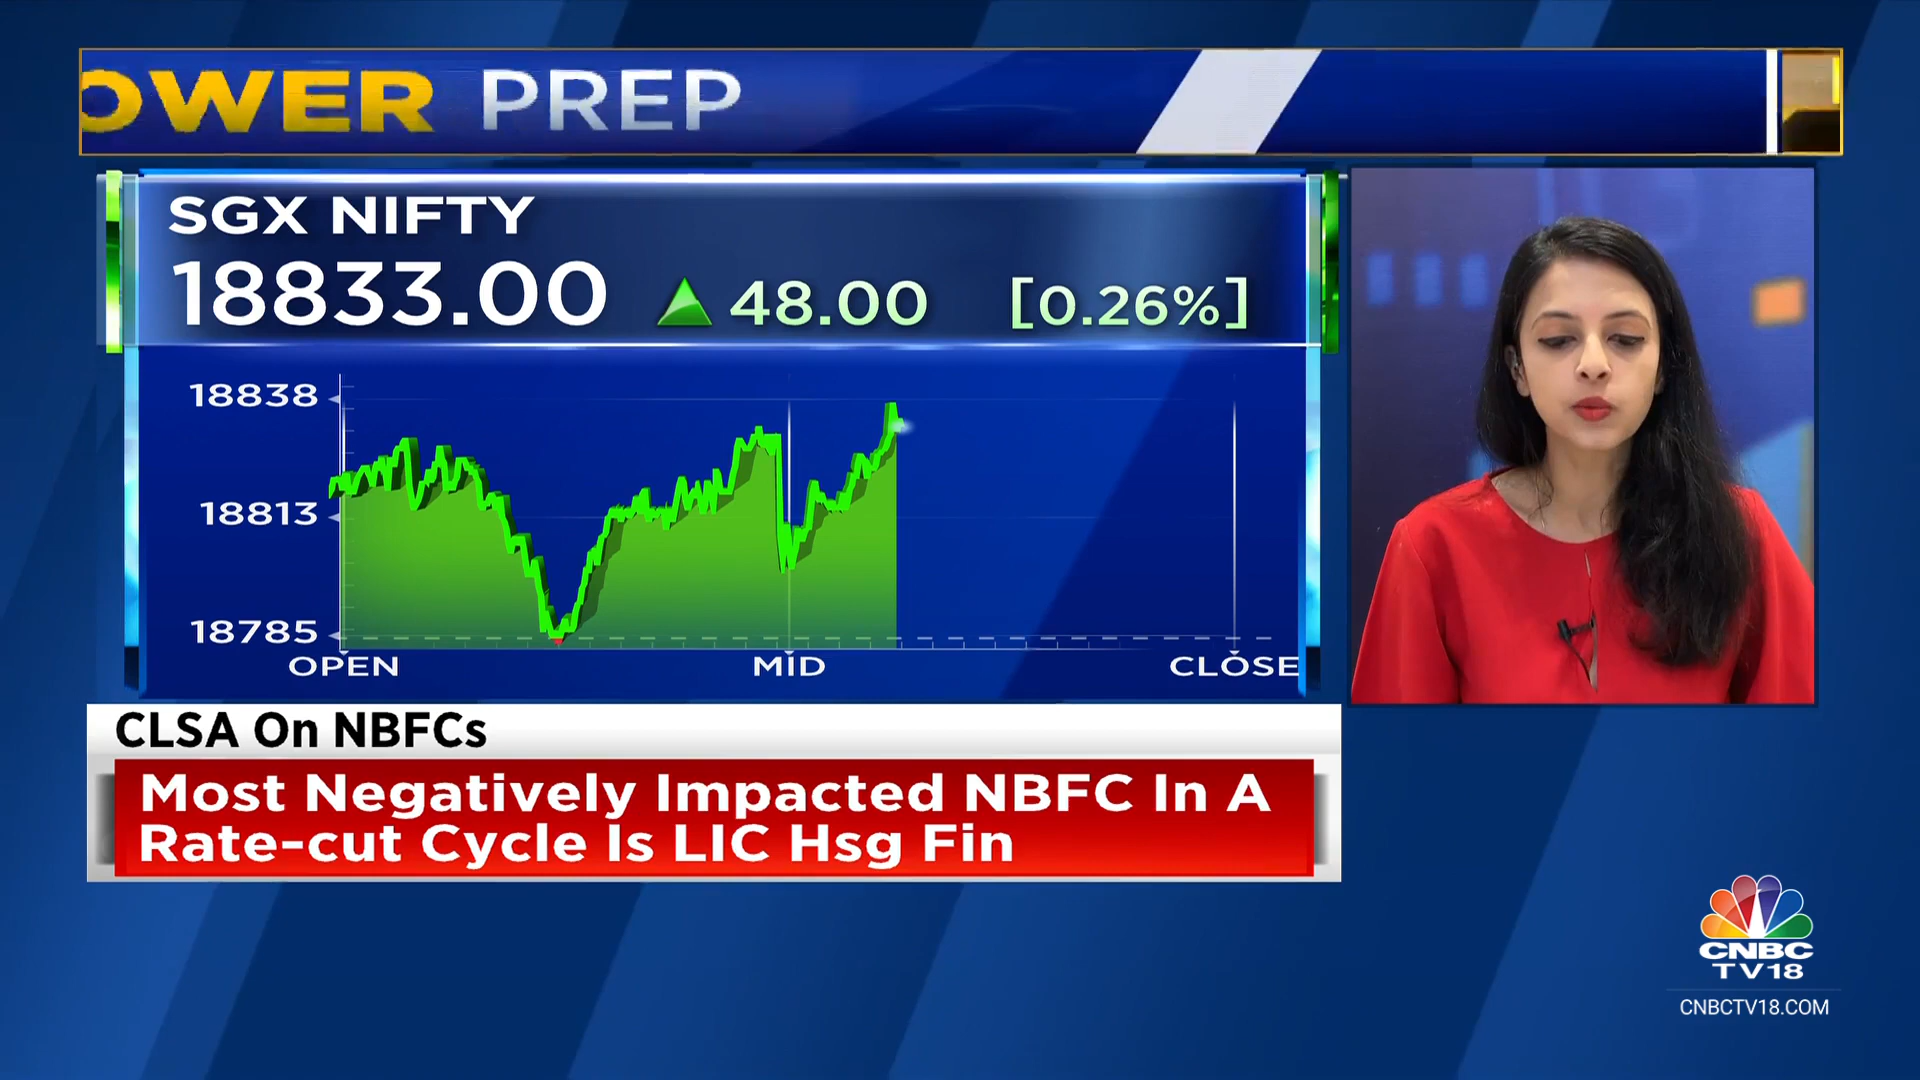 OWER PREP
SGX NIFTY
18833.00 ▲ 48.00 [0.26%]
18838
18813
18785
OPEN MID CLOSE
CLSA On NBFCs
Most Negatively Impacted NBFC In A
Rate-cut Cycle Is LIC Hsg Fin
CNBC
TV18
CNBCTV18.COM